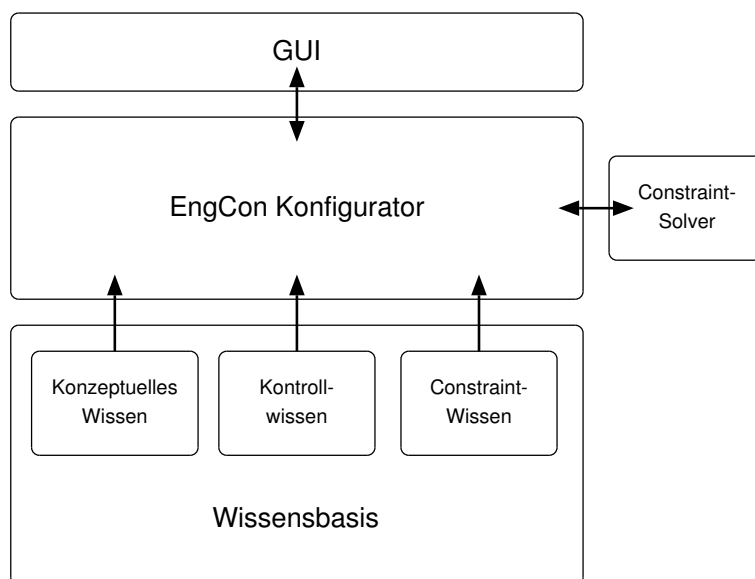 GUI
EngCon Konfigurator
Constraint-
Solver
Konzeptuelles
Wissen
Kontroll-
wissen
Constraint-
Wissen
Wissensbasis